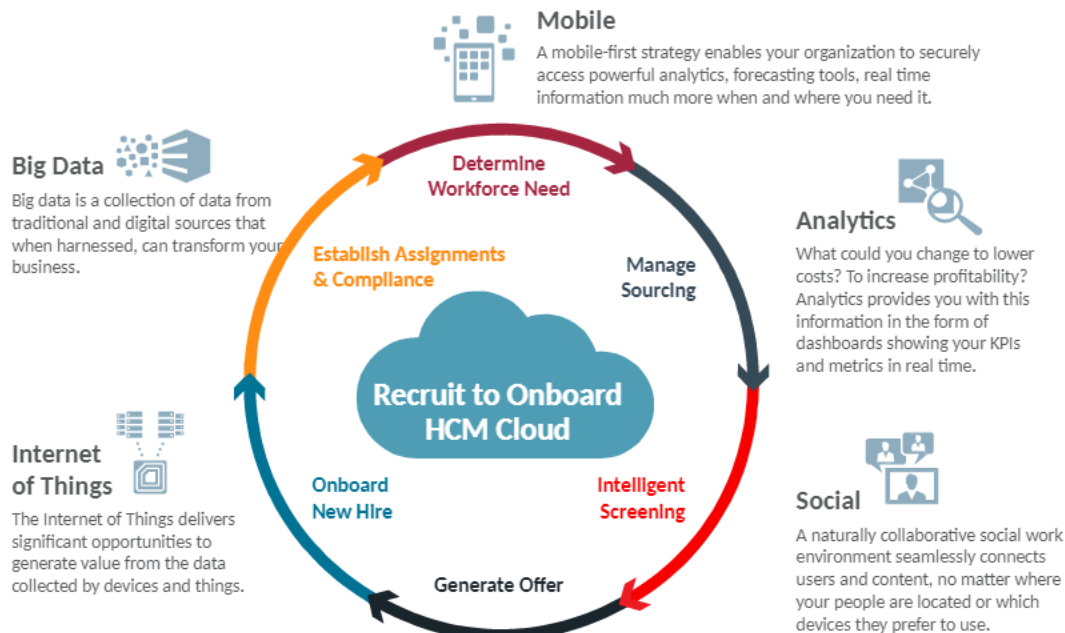 Mobile
A mobile-first strategy enables your organization to securely
access powerful analytics, forecasting tools, real time
information much more when and where you need it.
Big Data
Big data is a collection of data from
traditional and digital sources that
when harnessed, can transform your
business.
Determine
Workforce Need
Analytics
What could you change to lower
costs? To increase profitability?
Analytics provides you with this
information in the form of
dashboards showing your KPIs
and metrics in real time.
Establish Assignments
& Compliance
Manage
Sourcing
Recruit to Onboard
HCM Cloud
Internet
of Things
The Internet of Things delivers
significant opportunities to
generate value from the data
collected by devices and things.
Onboard
New Hire
Intelligent
Screening
Social
A naturally collaborative social work
environment seamlessly connects
users and content, no matter where
your people are located or which
devices they prefer to use.
Generate Offer